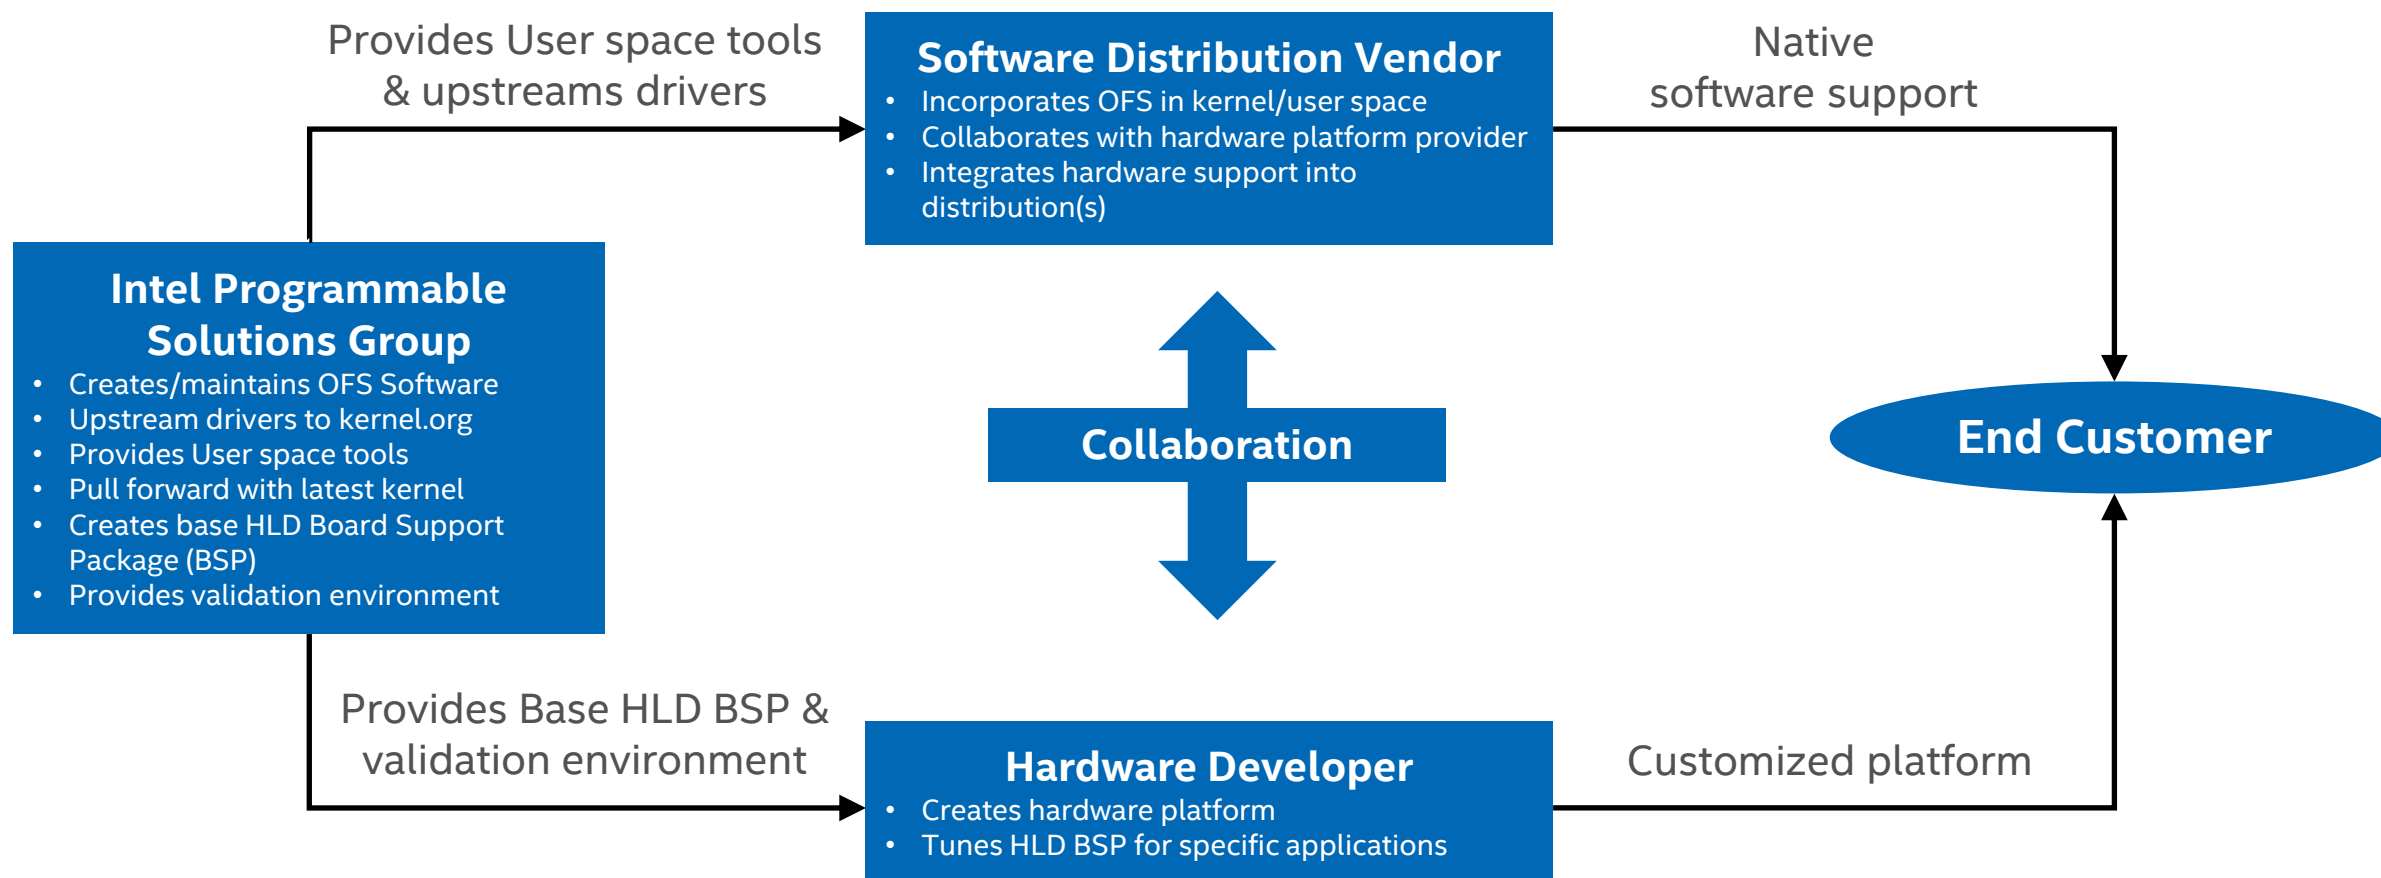 Provides User space tools
& upstreams drivers
Software Distribution Vendor
• Incorporates OFS in kernel/user space
• Collaborates with hardware platform provider
• Integrates hardware support into
distribution(s)
Native
software support
Intel Programmable
Solutions Group
• Creates/maintains OFS Software
• Upstream drivers to kernel.org
• Provides User space tools
• Pull forward with latest kernel
• Creates base HLD Board Support
Package (BSP)
• Provides validation environment
Collaboration
End Customer
Provides Base HLD BSP &
validation environment
Hardware Developer
• Creates hardware platform
• Tunes HLD BSP for specific applications
Customized platform